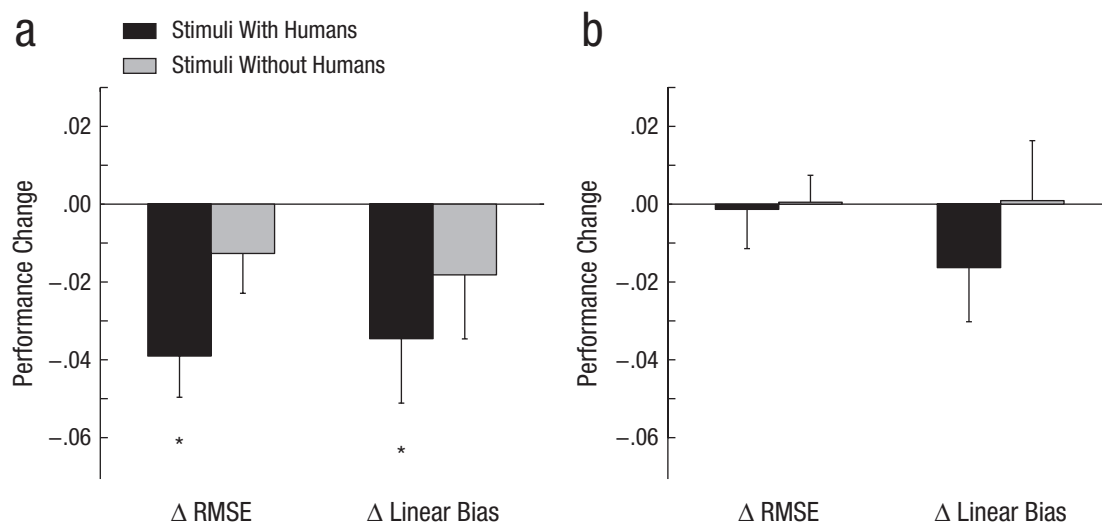 a
Stimuli With Humans
Stimuli Without Humans
Performance Change
.02
.00
–.02
–.04
–.06
*
*
Δ RMSE
Δ Linear Bias
b
Performance Change
.02
.00
–.02
–.04
–.06
Δ RMSE
Δ Linear Bias